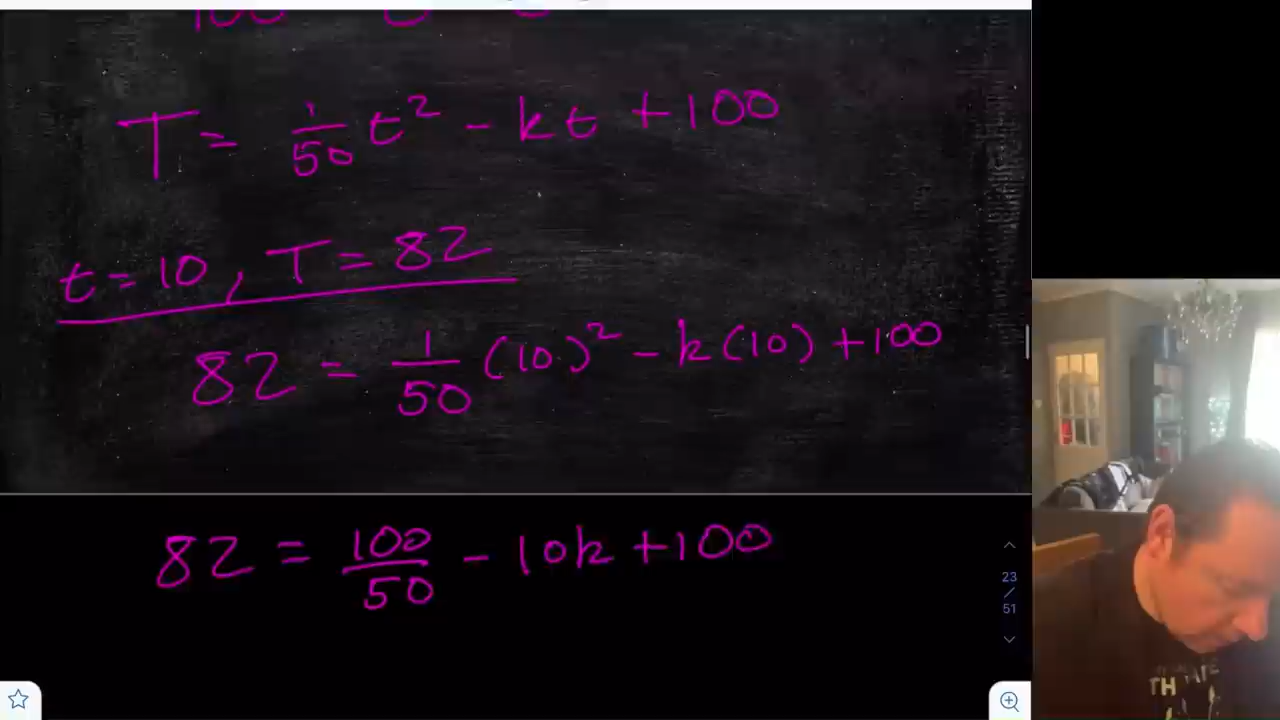 T = 1/50 t² - kt + 100
t = 10, T = 82
82 = 1/50 (10)² - k(10) + 100
82 = 100/50 - 10k + 100
23
/
51
TH